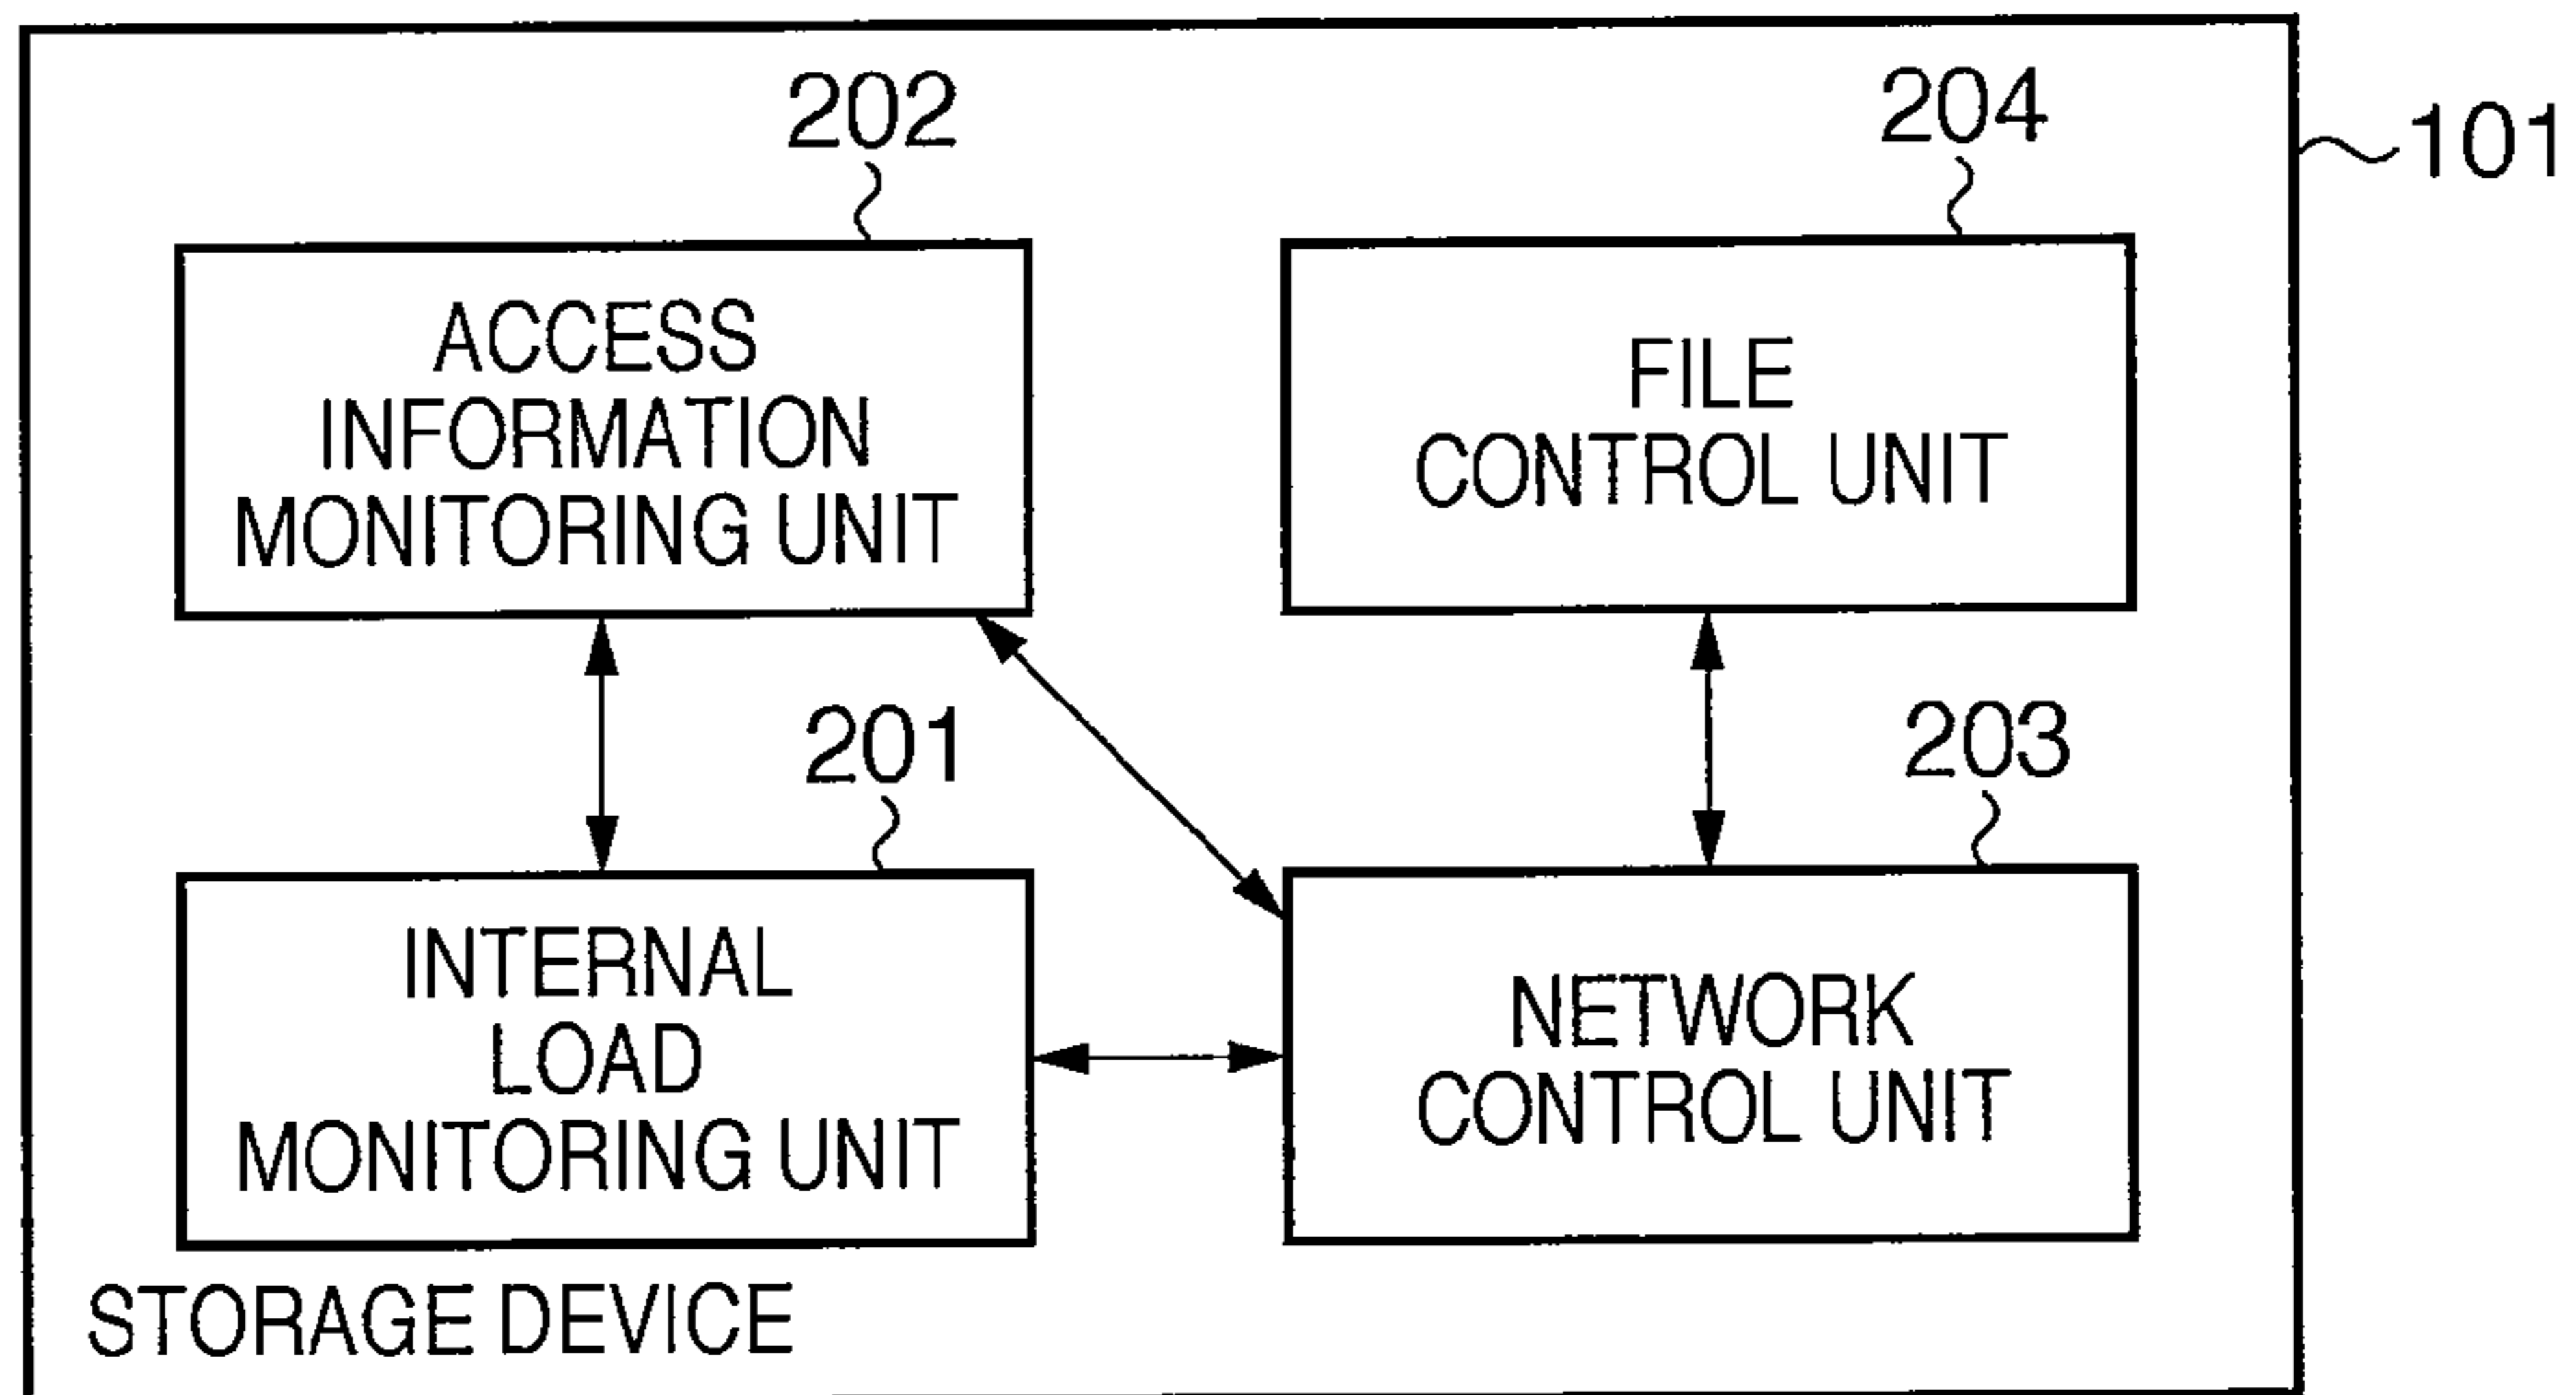 202
204
101
ACCESS
INFORMATION
MONITORING UNIT
FILE
CONTROL UNIT
201
203
INTERNAL
LOAD
MONITORING UNIT
NETWORK
CONTROL UNIT
STORAGE DEVICE